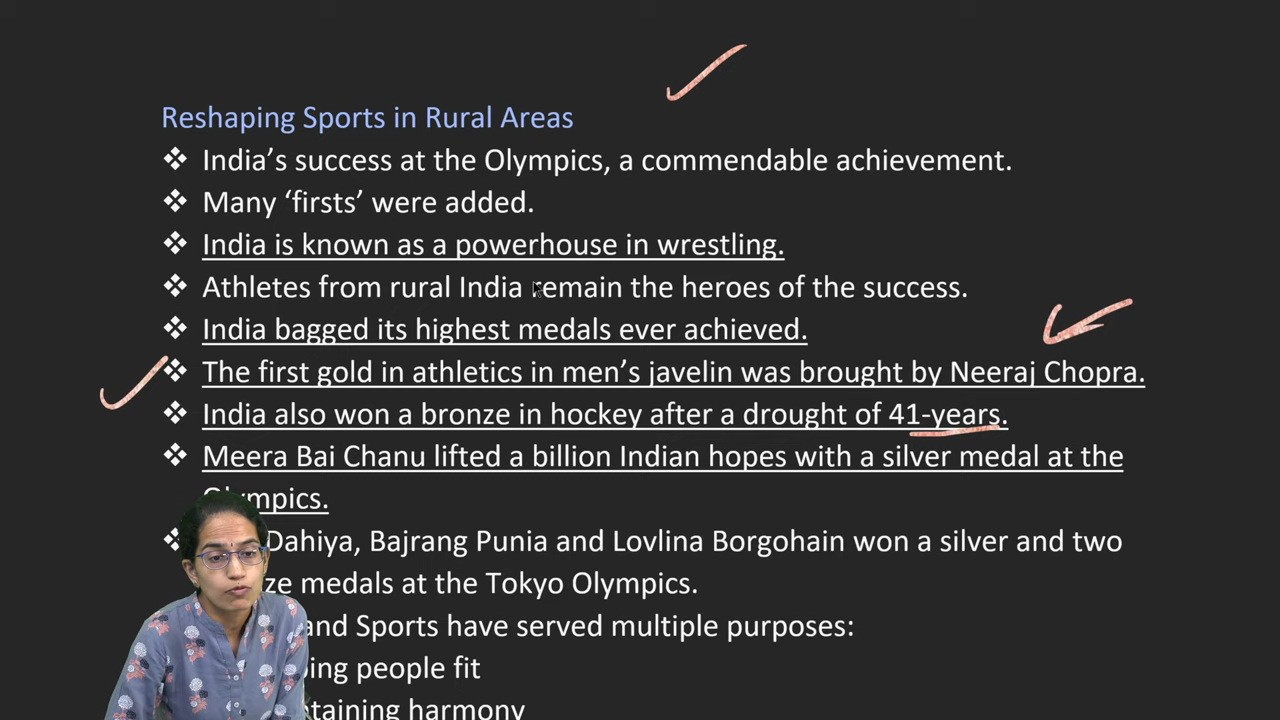 Reshaping Sports in Rural Areas
❖ India’s success at the Olympics, a commendable achievement.
❖ Many ‘firsts’ were added.
❖ India is known as a powerhouse in wrestling.
❖ Athletes from rural India remain the heroes of the success.
❖ India bagged its highest medals ever achieved.
❖ The first gold in athletics in men’s javelin was brought by Neeraj Chopra.
❖ India also won a bronze in hockey after a drought of 41-years.
❖ Meera Bai Chanu lifted a billion Indian hopes with a silver medal at the
Olympics.
❖ Dahiya, Bajrang Punia and Lovlina Borgohain won a silver and two
medals at the Tokyo Olympics.
and Sports have served multiple purposes:
people fit
harmony